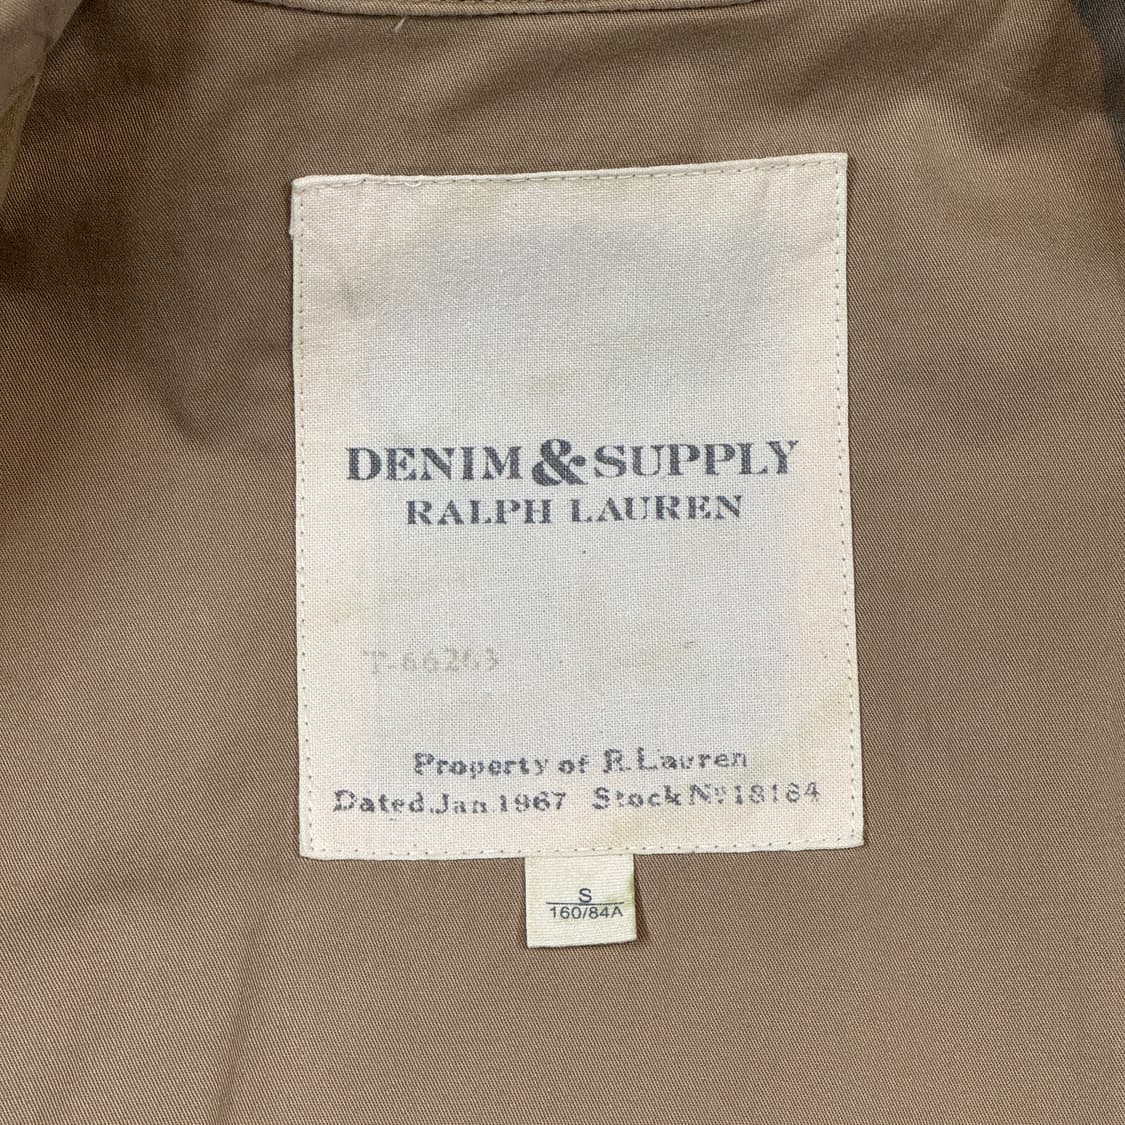 DENIM & SUPPLY
RALPH LAUREN
T-66263
Property of R. Lauren
Dated Jan. 1967 Stock Nº 18184
S
160/84A